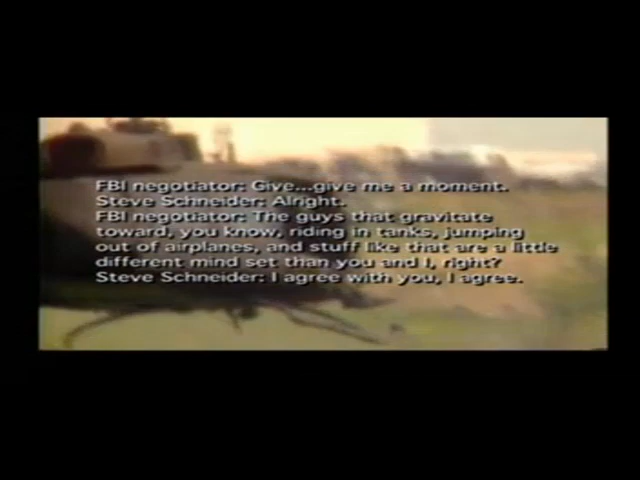 FBI negotiator: Give...give me a moment.
Steve Schneider: Alright.
FBI negotiator: The guys that gravitate
toward, you know, riding in tanks, jumping
out of airplanes, and stuff like that are a little
different mind set than you and I, right?
Steve Schneider: I agree with you, I agree.